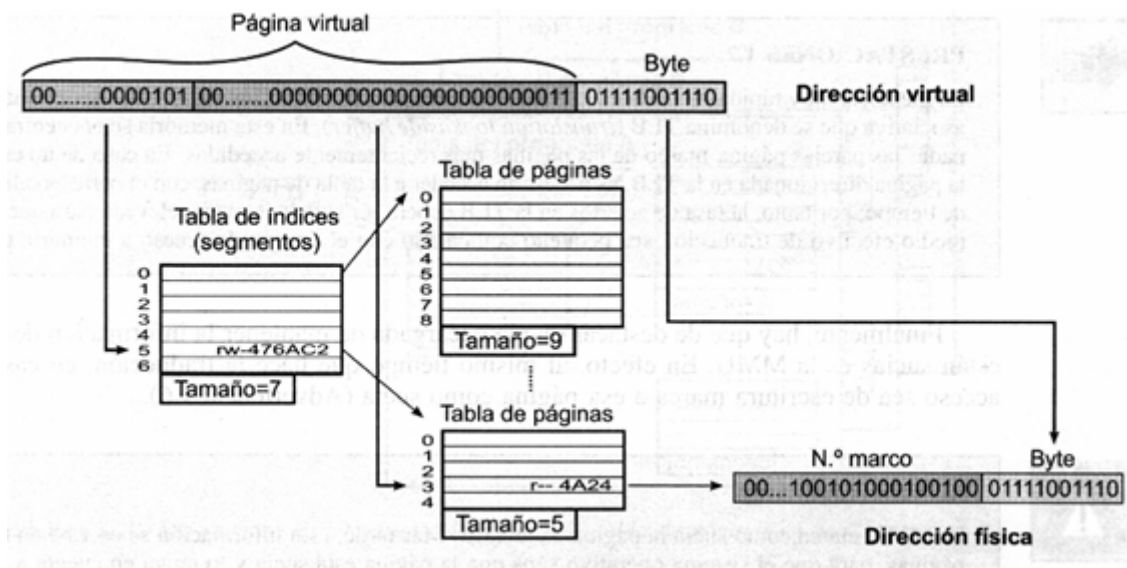 Página virtual
Byte
00.......0000101 00.......0000000000000000000000011 01111001110 Dirección virtual
Tabla de páginas
Tabla de índices
(segmentos)
0
1
2
3
4
5
6
7
8
Tamaño=9
0
1
2
3
4
5 rw-476AC2
6
Tamaño=7
Tabla de páginas
0
1
2
3 r-- 4A24
4
Tamaño=5
N.º marco Byte
00...100101000100100 01111001110
Dirección física